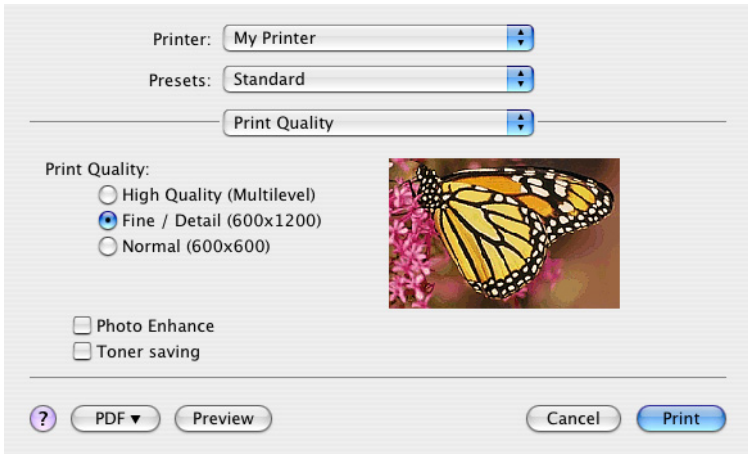 Printer: My Printer
Presets: Standard
Print Quality
Print Quality:
High Quality (Multilevel)
Fine / Detail (600x1200)
Normal (600x600)
Photo Enhance
Toner saving
? PDF ▼ Preview Cancel Print